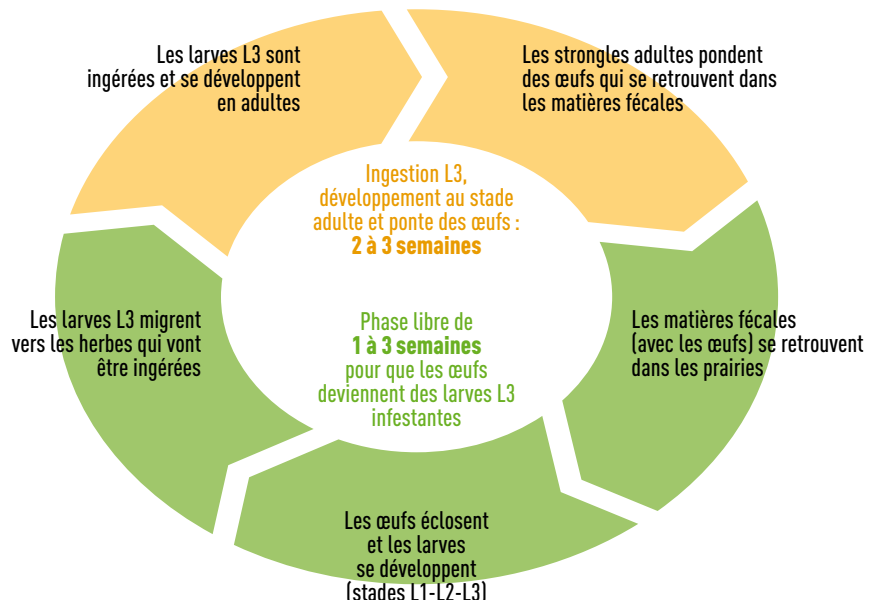 Les larves L3 sont
ingérées et se développent
en adultes
Les strongles adultes pondent
des œufs qui se retrouvent dans
les matières fécales
Ingestion L3,
développement au stade
adulte et ponte des œufs :
2 à 3 semaines
Les larves L3 migrent
vers les herbes qui vont
être ingérées
Phase libre de
1 à 3 semaines
pour que les œufs
deviennent des larves L3
infestantes
Les matières fécales
(avec les œufs) se retrouvent
dans les prairies
Les œufs éclosent
et les larves
se développent
(stades L1-L2-L3)